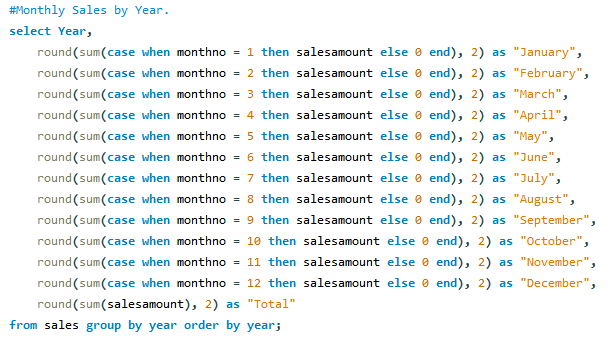 #Monthly Sales by Year.
select Year,
round(sum(case when monthno = 1 then salesamount else 0 end), 2) as "January",
round(sum(case when monthno = 2 then salesamount else 0 end), 2) as "February",
round(sum(case when monthno = 3 then salesamount else 0 end), 2) as "March",
round(sum(case when monthno = 4 then salesamount else 0 end), 2) as "April",
round(sum(case when monthno = 5 then salesamount else 0 end), 2) as "May",
round(sum(case when monthno = 6 then salesamount else 0 end), 2) as "June",
round(sum(case when monthno = 7 then salesamount else 0 end), 2) as "July",
round(sum(case when monthno = 8 then salesamount else 0 end), 2) as "August",
round(sum(case when monthno = 9 then salesamount else 0 end), 2) as "September",
round(sum(case when monthno = 10 then salesamount else 0 end), 2) as "October",
round(sum(case when monthno = 11 then salesamount else 0 end), 2) as "November",
round(sum(case when monthno = 12 then salesamount else 0 end), 2) as "December",
round(sum(salesamount), 2) as "Total"
from sales group by year order by year;